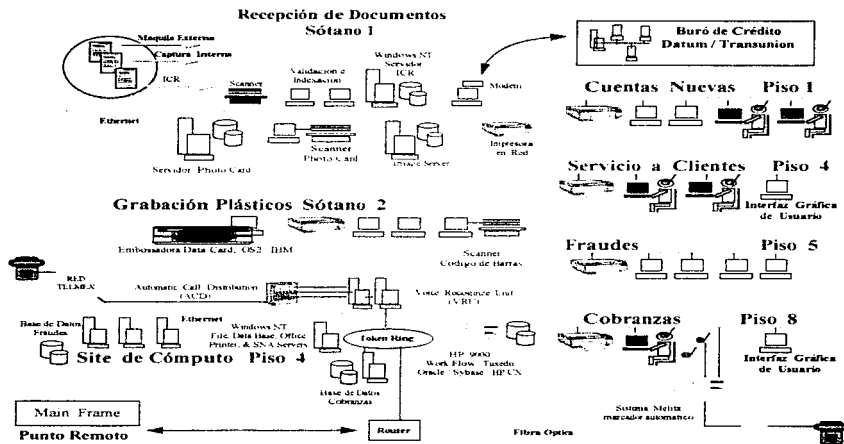 Recepción de Documentos
Sótano 1
Maquila Externa
Captura Interna
ICR
Ethernet
Scanner
Validación e
Indexación
Windows NT
Servidor
ICR
Modem
Servidor Photo Card
Scanner
Photo Card
Image Server
Impresora
en Red
Buró de Crédito
Datum / Transunion
Cuentas Nuevas Piso 1
Servicio a Clientes Piso 4
Interfaz Gráfica
de Usuario
Grabación Plásticos Sótano 2
Embossadora Data Card, OS2 IBM
Scanner
Codigo de Barras
Fraudes Piso 5
RED
TELMEX
Automatic Call Distribution
(ACD)
Voice Recognize Unit
(VRU)
Base de Datos
Fraudes
Ethernet
Windows NT
File, Data Base, Office
Printer, & SNA Servers
Token Ring
HP 9000
Work Flow Tuxedo
Oracle Sybase HP UX
Site de Cómputo Piso 4
Base de Datos
Cobranzas
Cobranzas Piso 8
Interfaz Gráfica
de Usuario
Sistema Melita
marcador automatico
Main Frame
Punto Remoto
Router
Fibra Optica